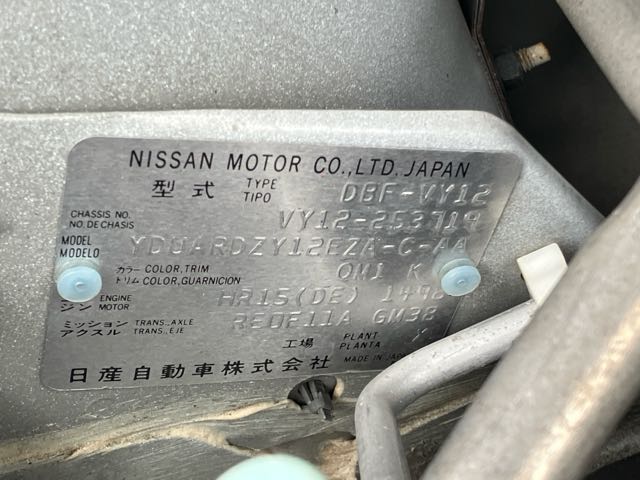 NISSAN MOTOR CO.,LTD. JAPAN
型式 TYPE TIPO DBF-VY12
CHASSIS NO. NO. DE CHASIS VY12-253719
MODEL MODELO YDUARDZY12EZA-C-AA
カラー トリム COLOR, TRIM COLOR, GUARNICION QM1 K
ジン ENGINE MOTOR HR15(DE) 149
ミッション アクスル TRANS., AXLE TRANS., EJE RE0F11A GM38
工場 PLANT PLANTA X
日産自動車株式会社 MADE IN JAPAN